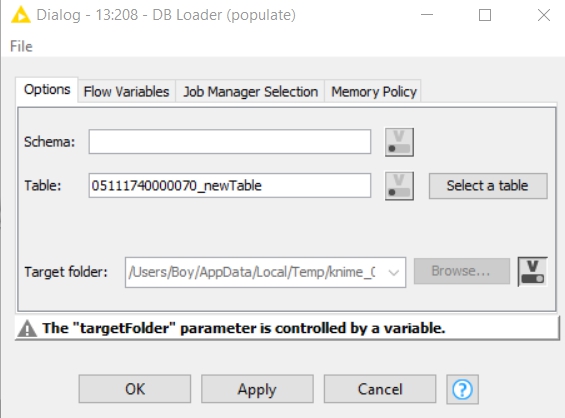 Dialog - 13:208 - DB Loader (populate)
File
Options Flow Variables Job Manager Selection Memory Policy
Schema: V
Table: 05111740000070_newTable V Select a table
Target folder: /Users/Boy/AppData/Local/Temp/knime_0 Browse... V
The "targetFolder" parameter is controlled by a variable.
OK Apply Cancel ?